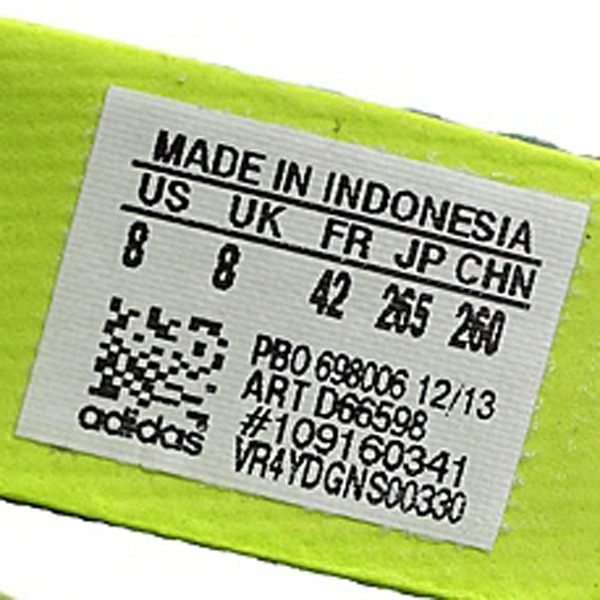 MADE IN INDONESIA
US UK FR JP CHN
8 8 42 265 260
PBO 698006 12/13
ART D66598
#109160341
VR4YDGNS00330
adidas